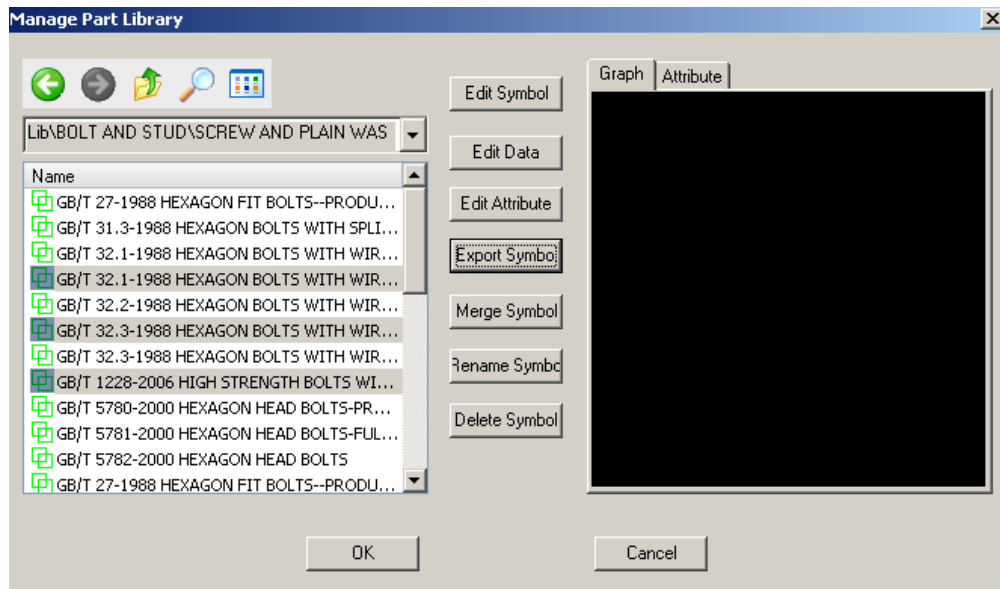 Manage Part Library
Graph
Attribute
Lib\BOLT AND STUD\SCREW AND PLAIN WAS
Name
GB/T 27-1988 HEXAGON FIT BOLTS--PRODU...
GB/T 31.3-1988 HEXAGON BOLTS WITH SPLI...
GB/T 32.1-1988 HEXAGON BOLTS WITH WIR...
GB/T 32.1-1988 HEXAGON BOLTS WITH WIR...
GB/T 32.2-1988 HEXAGON BOLTS WITH WIR...
GB/T 32.3-1988 HEXAGON BOLTS WITH WIR...
GB/T 32.3-1988 HEXAGON BOLTS WITH WIR...
GB/T 1228-2006 HIGH STRENGTH BOLTS WI...
GB/T 5780-2000 HEXAGON HEAD BOLTS-PR...
GB/T 5781-2000 HEXAGON HEAD BOLTS-FUL...
GB/T 5782-2000 HEXAGON HEAD BOLTS
GB/T 27-1988 HEXAGON FIT BOLTS--PRODU...
Edit Symbol
Edit Data
Edit Attribute
Export Symbol
Merge Symbol
Rename Symbo
Delete Symbol
OK
Cancel